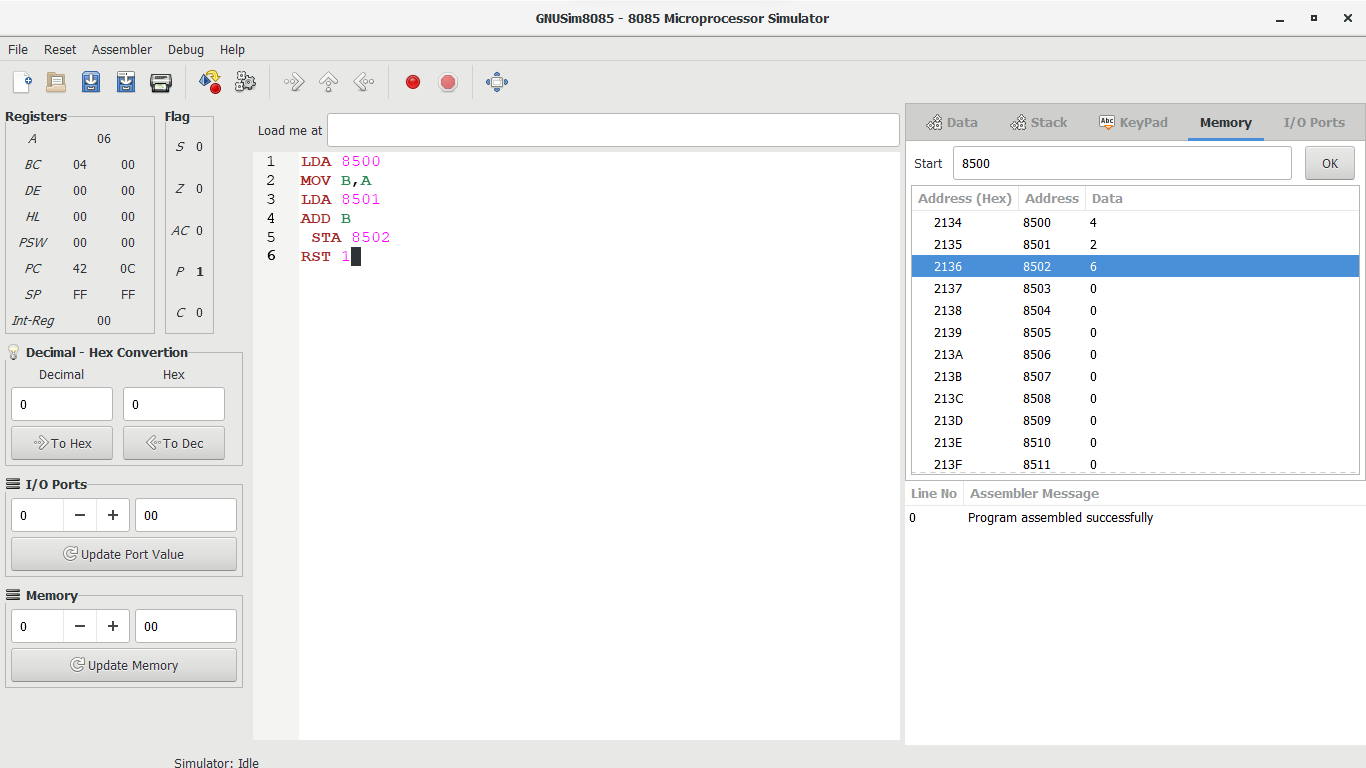 GNUSim8085 - 8085 Microprocessor Simulator
File Reset Assembler Debug Help
Registers
A 06
BC 04 00
DE 00 00
HL 00 00
PSW 00 00
PC 42 0C
SP FF FF
Int-Reg 00
Flag
S 0
Z 0
AC 0
P 1
C 0
Decimal - Hex Convertion
Decimal Hex
0 0
To Hex To Dec
I/O Ports
0 − + 00
Update Port Value
Memory
0 − + 00
Update Memory
Load me at
1 LDA 8500
2 MOV B,A
3 LDA 8501
4 ADD B
5 STA 8502
6 RST 1
Data Stack Abc KeyPad Memory I/O Ports
Start 8500 OK
Address (Hex) Address Data
2134 8500 4
2135 8501 2
2136 8502 6
2137 8503 0
2138 8504 0
2139 8505 0
213A 8506 0
213B 8507 0
213C 8508 0
213D 8509 0
213E 8510 0
213F 8511 0
Line No Assembler Message
0 Program assembled successfully
Simulator: Idle